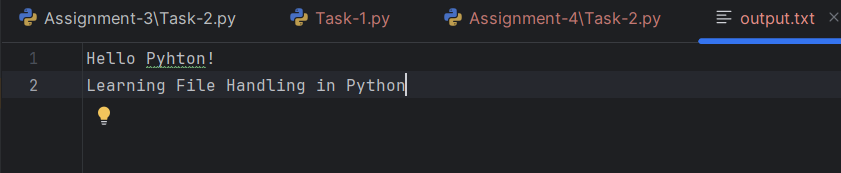 Assignment-3\Task-2.py Task-1.py Assignment-4\Task-2.py output.txt
1 Hello Pyhton!
2 Learning File Handling in Python